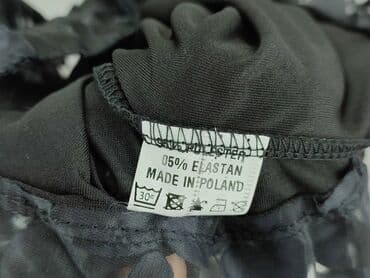 POLYESTER
05% ELASTAN
MADE IN POLAND
30°